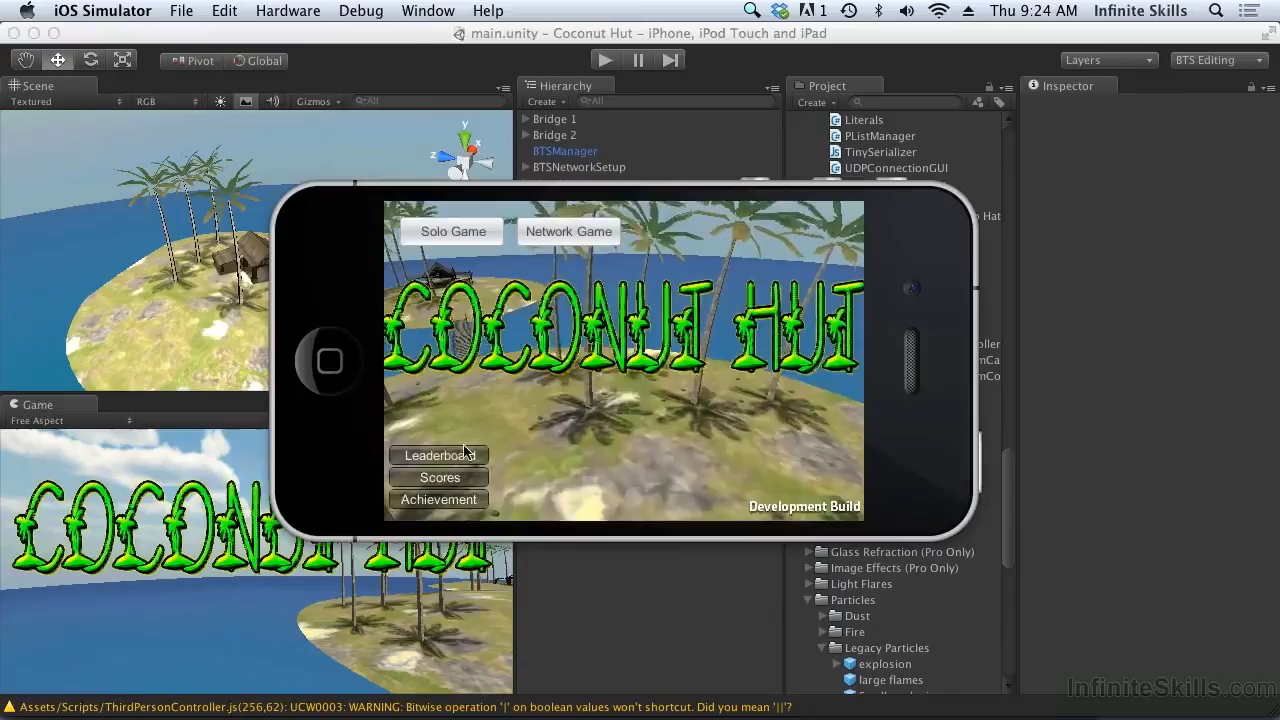 iOS Simulator File Edit Hardware Debug Window Help 1 Thu 9:24 AM Infinite Skills
main.unity – Coconut Hut – iPhone, iPod Touch and iPad
Pivot Global Layers BTS Editing
Scene Hierarchy Project Inspector
Textured RGB Gizmos All Create All Create
Bridge 1
Bridge 2
BTSManager
BTSNetworkSetup
Literals
PListManager
TinySerializer
UDPConnectionGUI
Solo Game Network Game
COCONUT HUT
Leaderboard
Scores
Achievement
Development Build
Game
Free Aspect
Glass Refraction (Pro Only)
Image Effects (Pro Only)
Light Flares
Particles
Dust
Fire
Legacy Particles
explosion
large flames
InfiniteSkills.com
Assets/Scripts/ThirdPersonController.js(256,62): UCW0003: WARNING: Bitwise operation '|' on boolean values won't shortcut. Did you mean '||'?